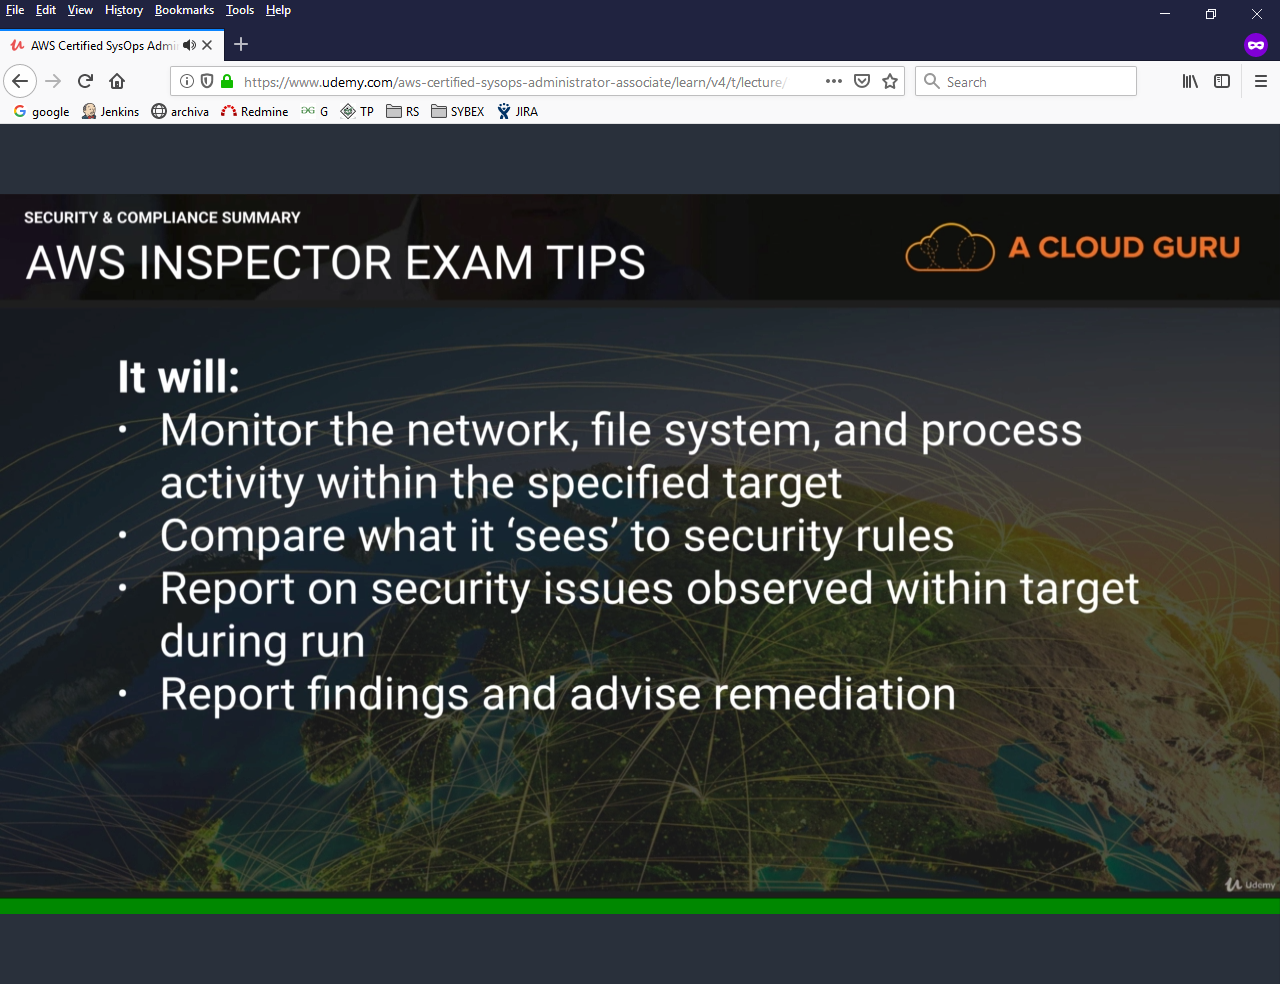 File Edit View History Bookmarks Tools Help
AWS Certified SysOps Admi
https://www.udemy.com/aws-certified-sysops-administrator-associate/learn/v4/t/lecture/
Search
google Jenkins archiva Redmine G TP RS SYBEX JIRA
SECURITY & COMPLIANCE SUMMARY
AWS INSPECTOR EXAM TIPS
A CLOUD GURU
It will:
• Monitor the network, file system, and process
activity within the specified target
• Compare what it ‘sees’ to security rules
• Report on security issues observed within target
during run
• Report findings and advise remediation
Udemy